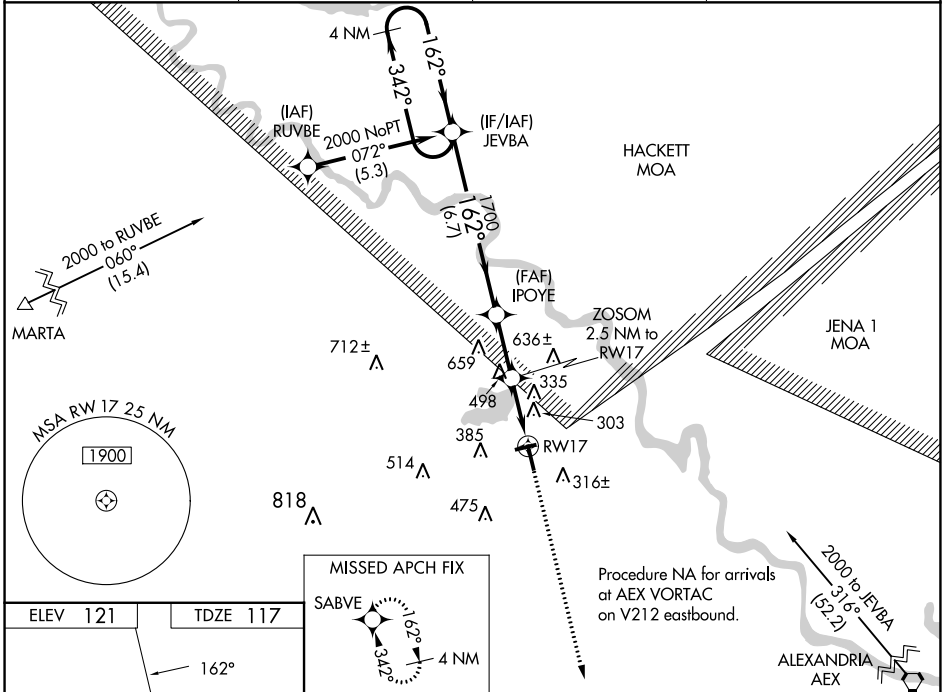 4 NM
162°
342°
(IAF)
RUVBE
2000 NoPT
072°
(5.3)
(IF/IAF)
JEVBA
HACKETT
MOA
1700
162°
(6.7)
2000 to RUVBE
060°
(15.4)
MARTA
(FAF)
IPOYE
ZOSOM
2.5 NM to
RW17
JENA 1
MOA
712±
659
636±
498
335
303
385
RW17
514
316±
818
475
MSA RW 17 25 NM
1900
MISSED APCH FIX
SABVE
162°
342°
4 NM
Procedure NA for arrivals
at AEX VORTAC
on V212 eastbound.
2000 to JEVBA
316°
(52.2)
ALEXANDRIA
AEX
ELEV 121
TDZE 117
162°